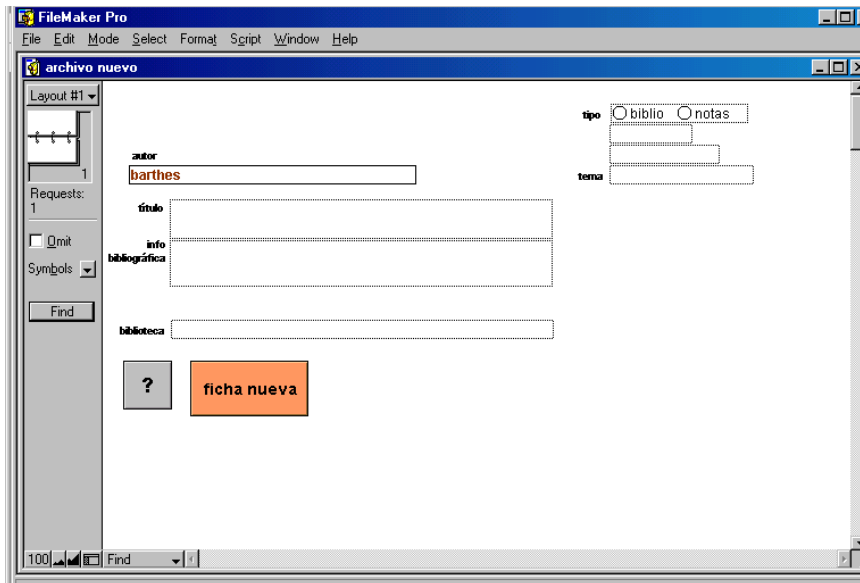 FileMaker Pro
File Edit Mode Select Format Script Window Help
archivo nuevo
Layout #1
1
Requests:
1
Omit
Symbols
Find
tipo biblio notas
autor
barthes
tema
título
info
bibliográfica
biblioteca
? ficha nueva
100 Find